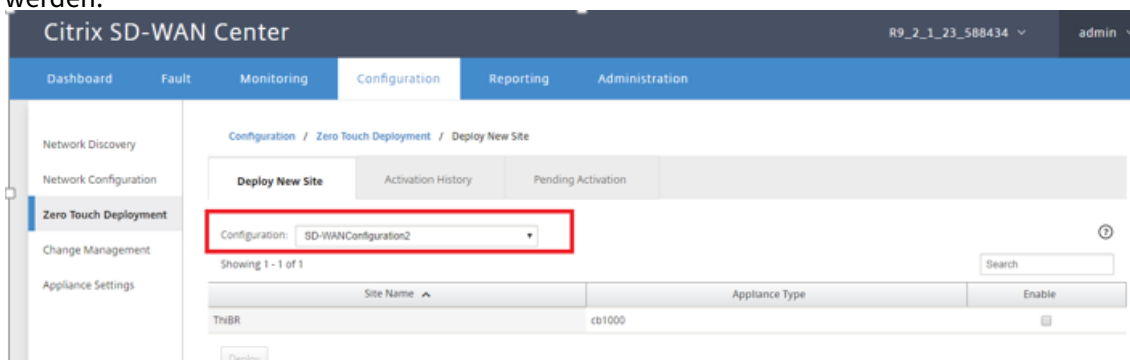 werden.
Citrix SD-WAN Center R9_2_1_23_588434 admin
Dashboard Fault Monitoring Configuration Reporting Administration
Configuration / Zero Touch Deployment / Deploy New Site
Network Discovery
Network Configuration
Zero Touch Deployment
Change Management
Appliance Settings
Deploy New Site Activation History Pending Activation
Configuration: SD-WANConfiguration2
Showing 1 - 1 of 1 Search
Site Name Appliance Type Enable
ThiBR cb1000
Deploy